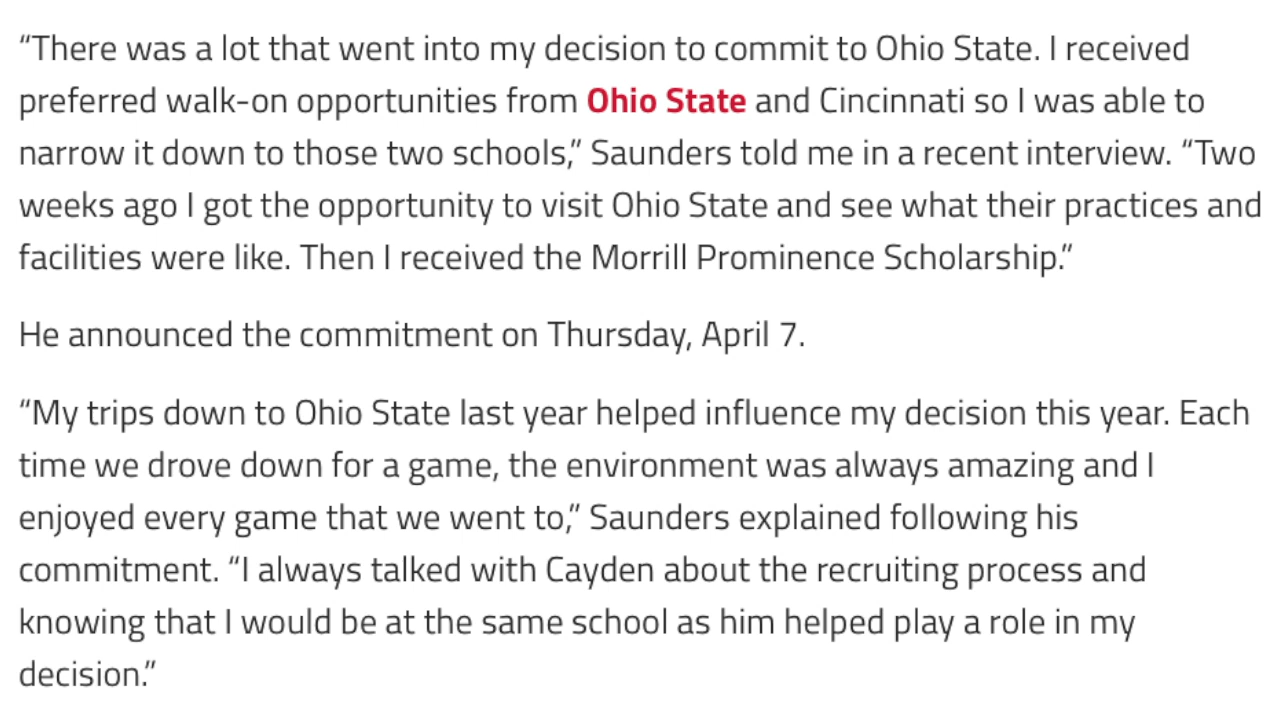 “There was a lot that went into my decision to commit to Ohio State. I received
preferred walk-on opportunities from Ohio State and Cincinnati so I was able to
narrow it down to those two schools,” Saunders told me in a recent interview. “Two
weeks ago I got the opportunity to visit Ohio State and see what their practices and
facilities were like. Then I received the Morrill Prominence Scholarship.”
He announced the commitment on Thursday, April 7.
“My trips down to Ohio State last year helped influence my decision this year. Each
time we drove down for a game, the environment was always amazing and I
enjoyed every game that we went to,” Saunders explained following his
commitment. “I always talked with Cayden about the recruiting process and
knowing that I would be at the same school as him helped play a role in my
decision.”